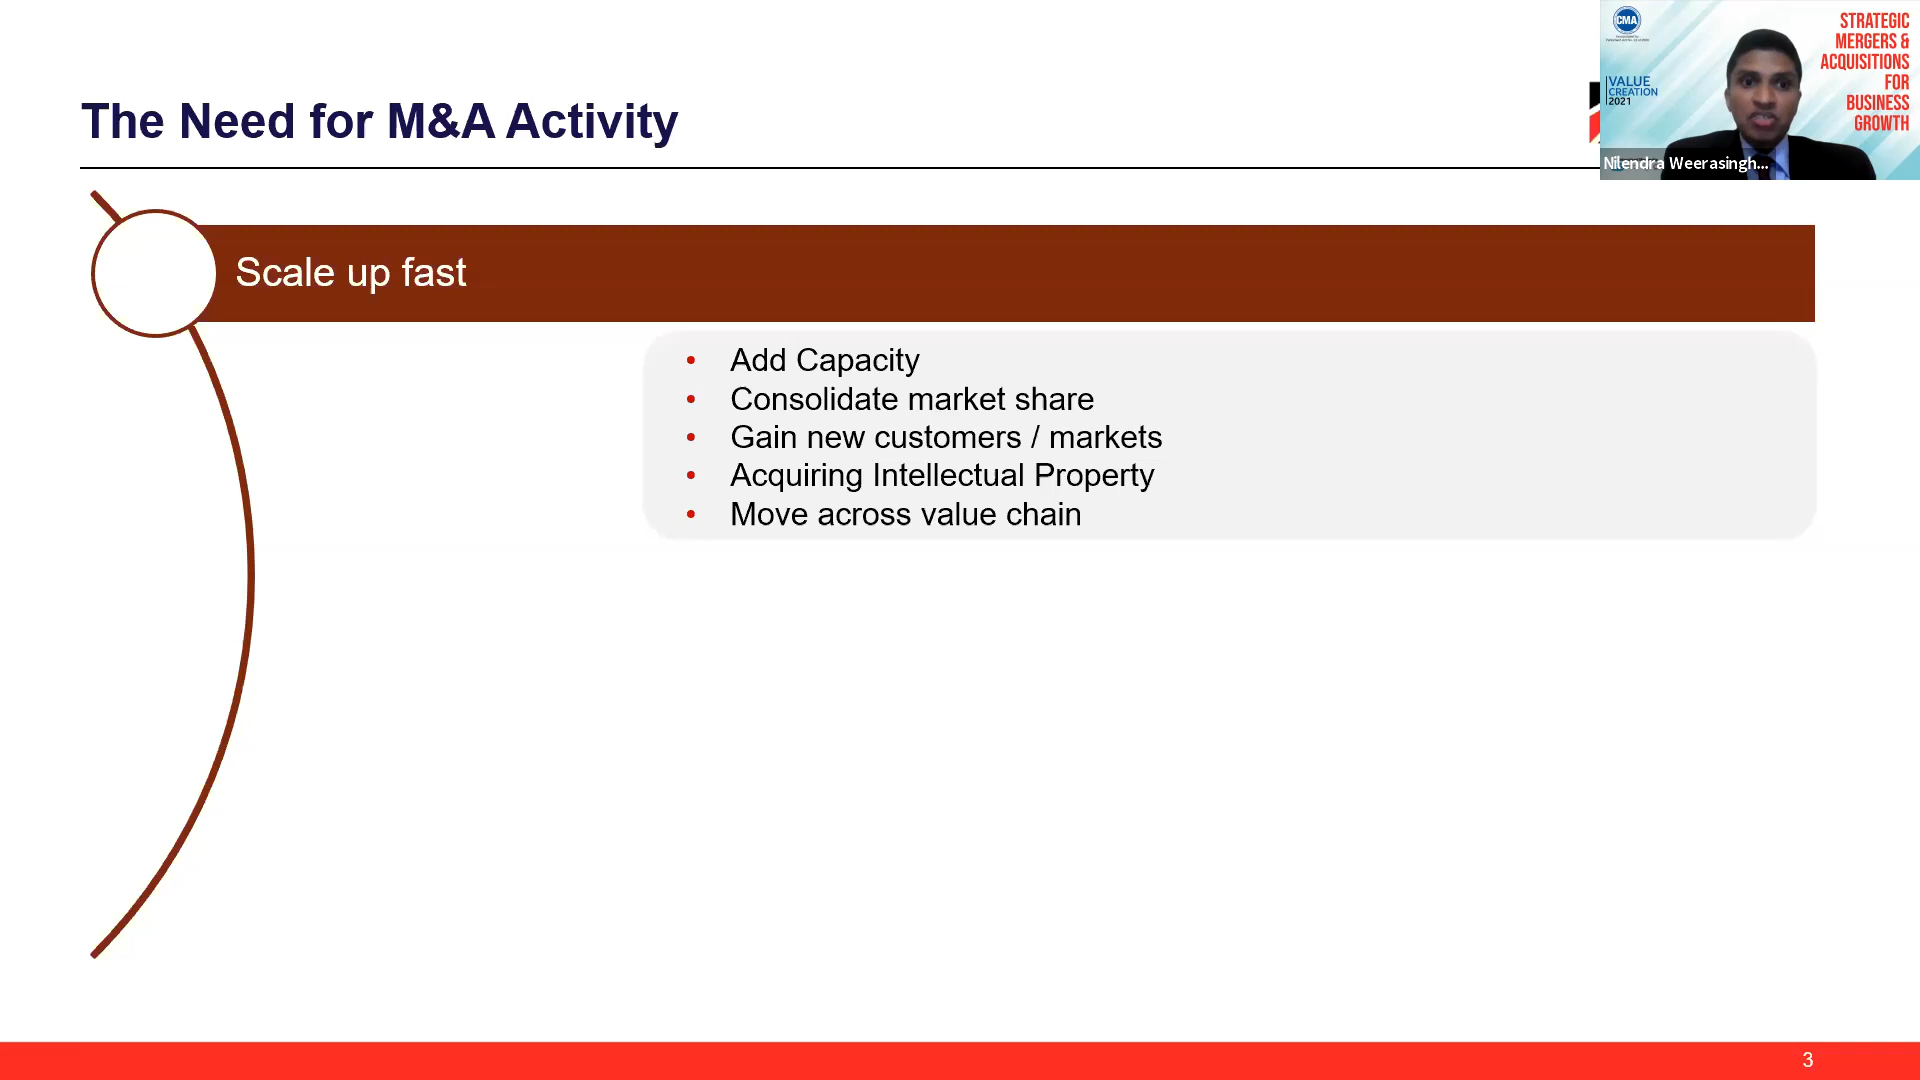 The Need for M&A Activity
CMA
VALUE
CREATION
2021
STRATEGIC
MERGERS &
ACQUISITIONS
FOR
BUSINESS
GROWTH
Nilendra Weerasingh...
Scale up fast
• Add Capacity
• Consolidate market share
• Gain new customers / markets
• Acquiring Intellectual Property
• Move across value chain
3